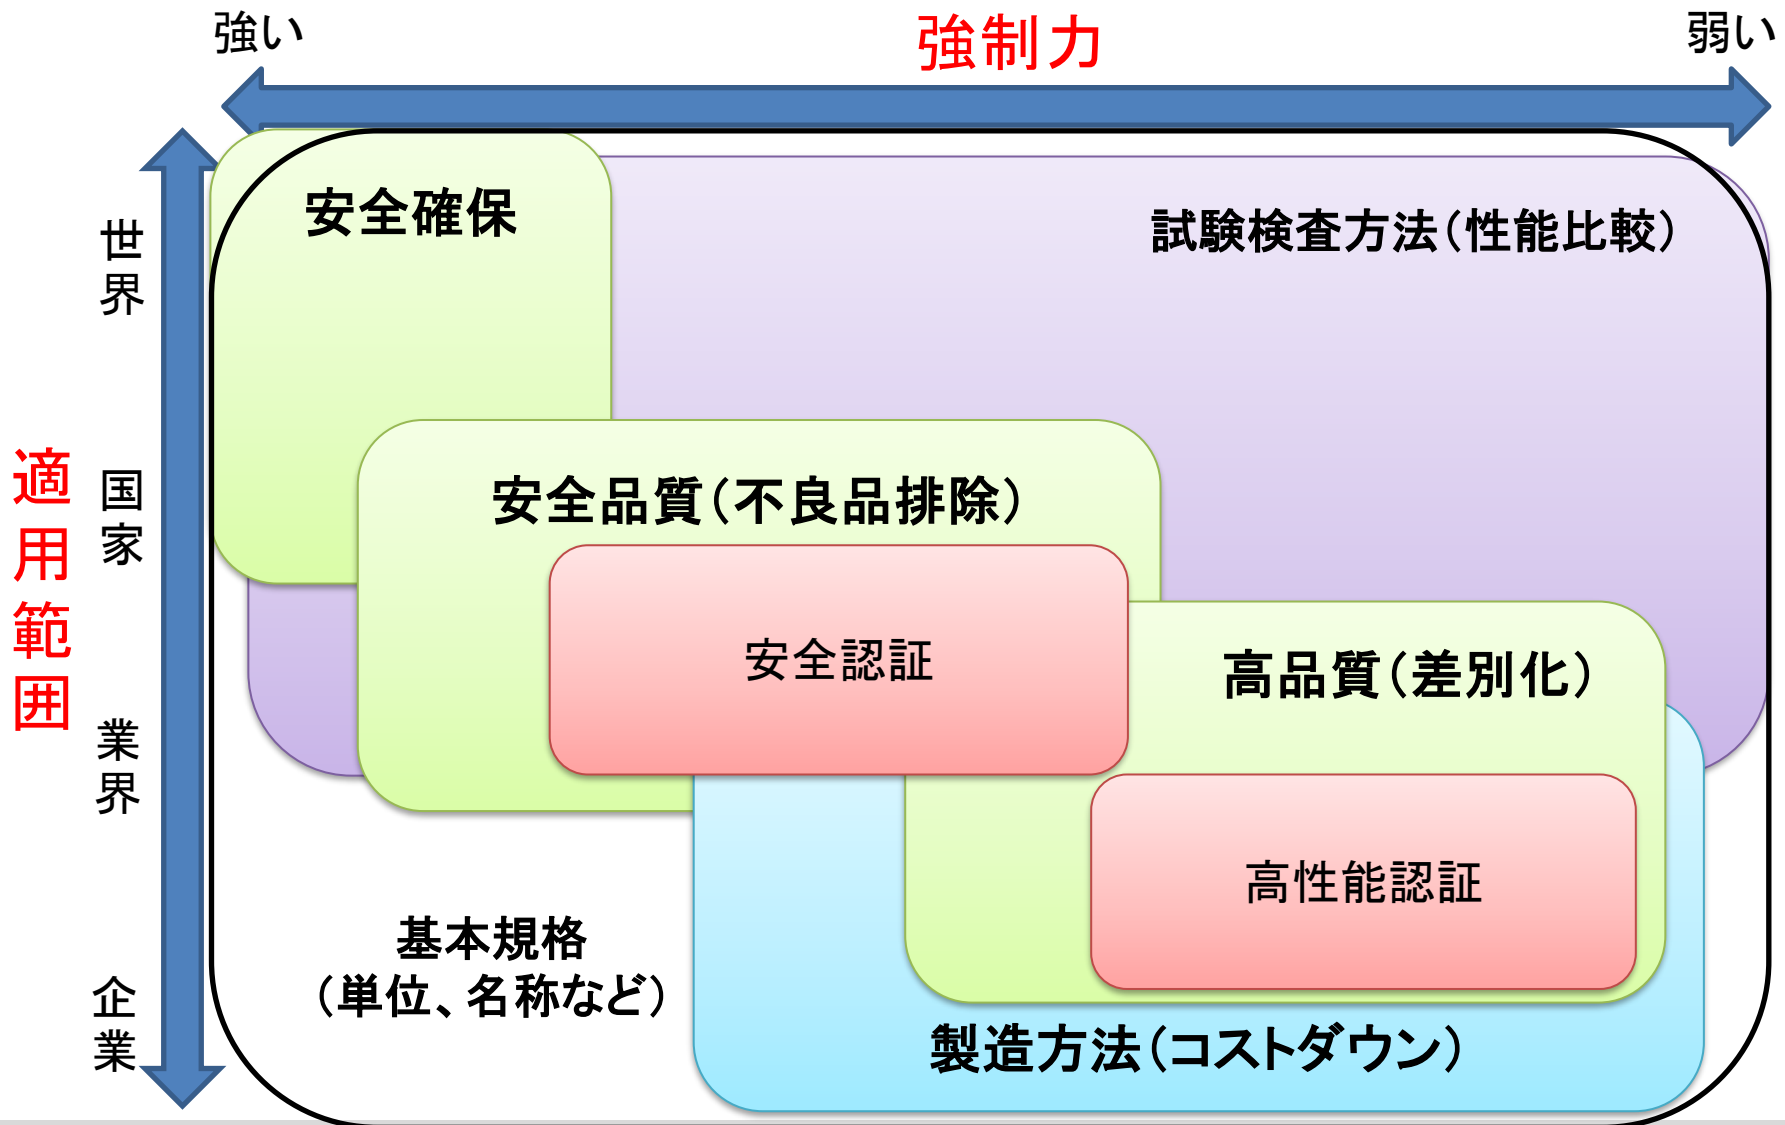 強い
強制力
弱い
適用範囲
世界
国家
業界
企業
安全確保
試験検査方法（性能比較）
安全品質（不良品排除）
安全認証
高品質（差別化）
高性能認証
基本規格
（単位、名称など）
製造方法（コストダウン）